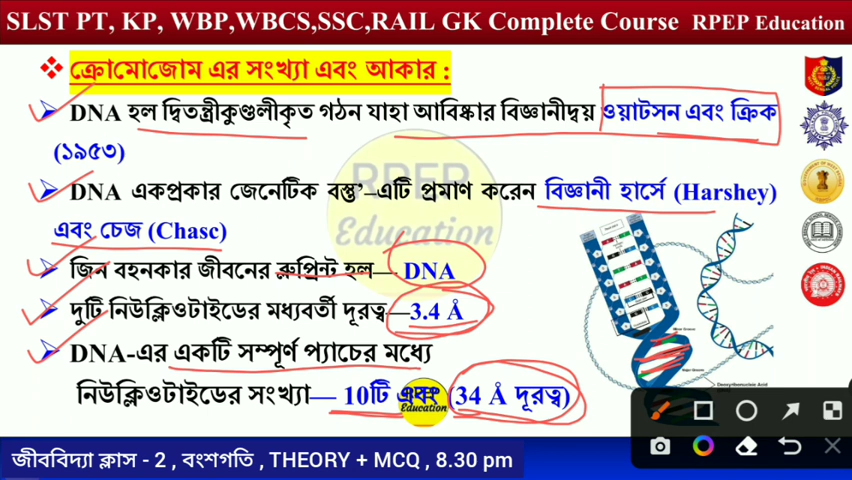 SLST PT, KP, WBP,WBCS,SSC,RAIL GK Complete Course RPEP Education
ক্রোমোজোম এর সংখ্যা এবং আকার :
DNA হল দ্বিতন্ত্রীকুণ্ডলীকৃত গঠন যাহা আবিষ্কার বিজ্ঞানীদ্বয় ওয়াটসন এবং ক্রিক
(১৯৫৩)
DNA একপ্রকার জেনেটিক বস্তু’–এটি প্রমাণ করেন বিজ্ঞানী হার্সে (Harshey)
এবং চেজ (Chasc)
জিন বহনকার জীবনের ব্লুপ্রিন্ট হল— DNA
দুটি নিউক্লিওটাইডের মধ্যবর্তী দূরত্ব—3.4 Å
DNA-এর একটি সম্পূর্ণ প্যাচের মধ্যে
নিউক্লিওটাইডের সংখ্যা— 10টি এবং (34 Å দূরত্ব)
RPEP
Education
Education
জীববিদ্যা ক্লাস - 2 , বংশগতি , THEORY + MCQ , 8.30 pm